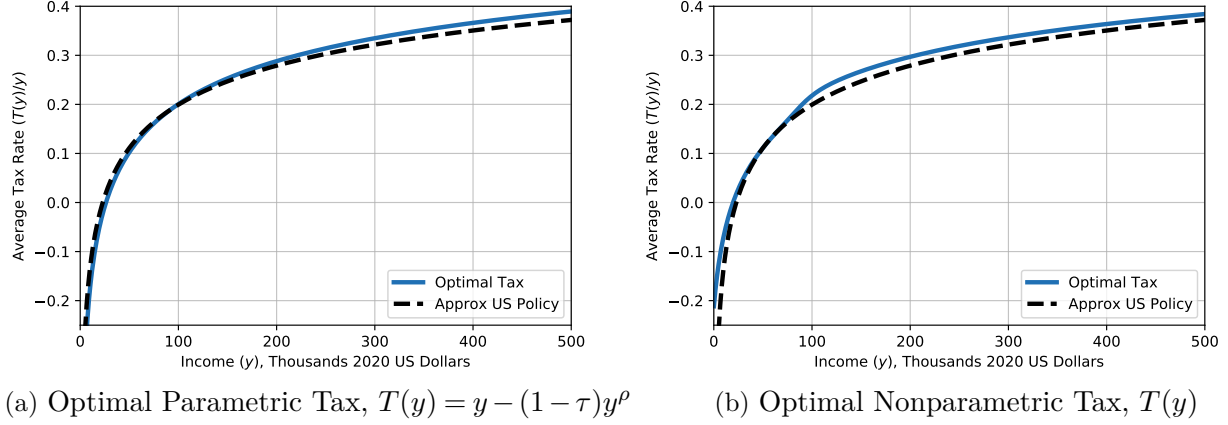 0.4
0.3
0.2
0.1
0.0
−0.1
−0.2
Average Tax Rate (T(y)/y)
0 100 200 300 400 500
Income (y), Thousands 2020 US Dollars
Optimal Tax
Approx US Policy
(a) Optimal Parametric Tax, T(y) = y − (1 − τ)y^ρ
0.4
0.3
0.2
0.1
0.0
−0.1
−0.2
Average Tax Rate (T(y)/y)
0 100 200 300 400 500
Income (y), Thousands 2020 US Dollars
Optimal Tax
Approx US Policy
(b) Optimal Nonparametric Tax, T(y)